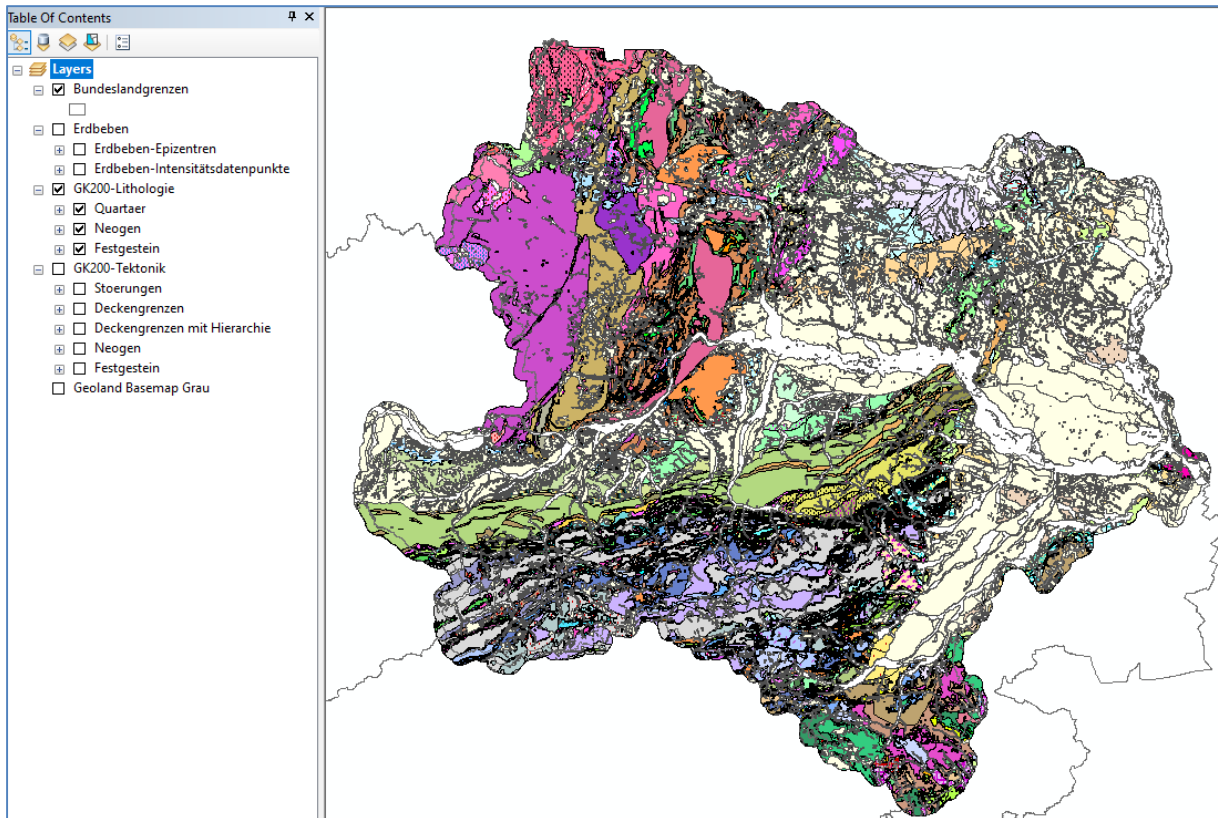 Table Of Contents
Layers
Bundeslandgrenzen
Erdbeben
Erdbeben-Epizentren
Erdbeben-Intensitätsdatenpunkte
GK200-Lithologie
Quartaer
Neogen
Festgestein
GK200-Tektonik
Stoerungen
Deckengrenzen
Deckengrenzen mit Hierarchie
Neogen
Festgestein
Geoland Basemap Grau